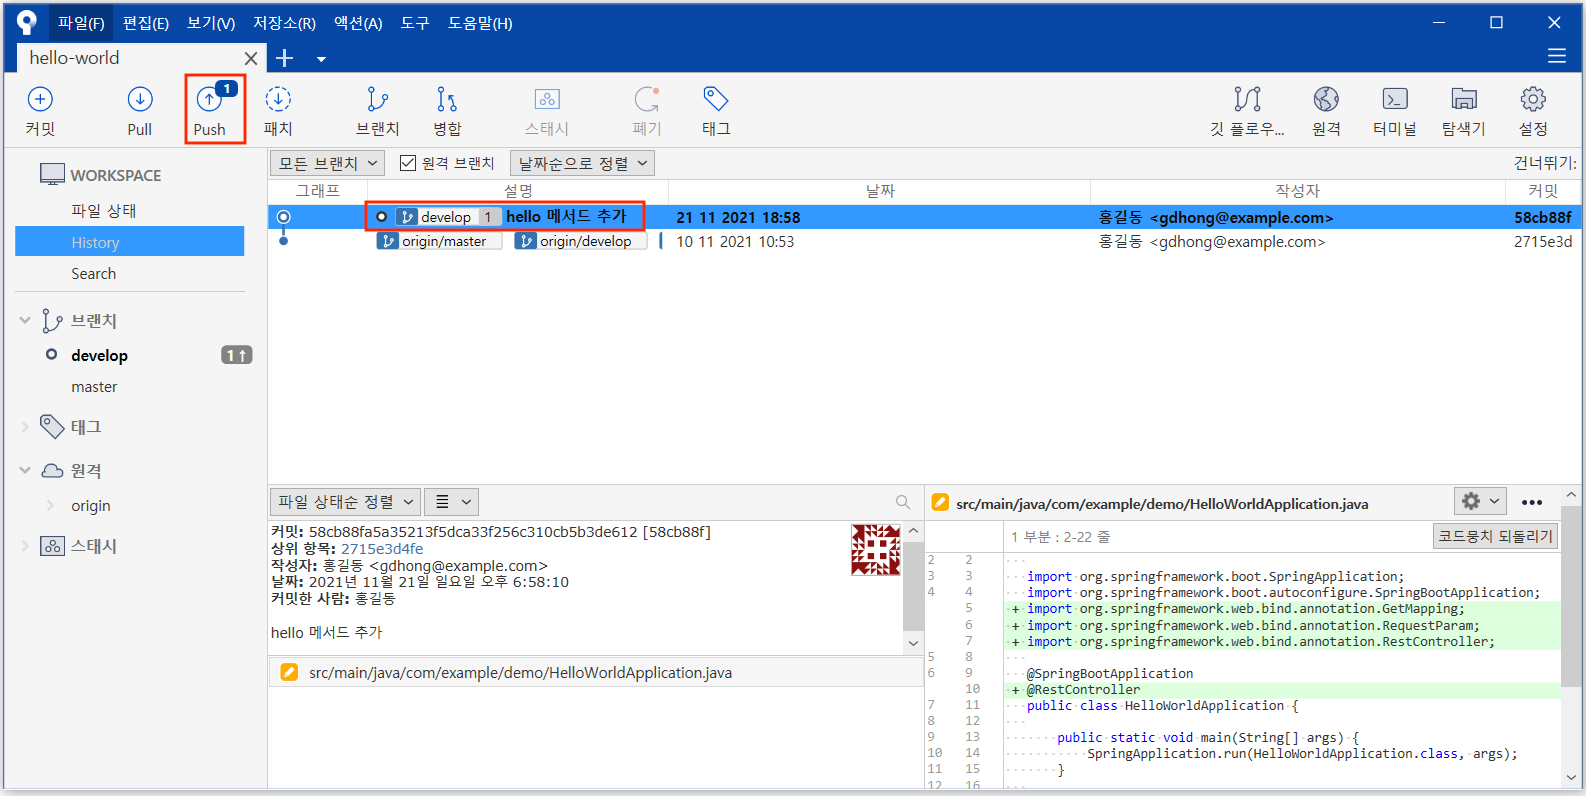 파일(F) 편집(E) 보기(V) 저장소(R) 액션(A) 도구 도움말(H)
hello-world
1
커밋 Pull Push 패치 브랜치 병합 스태시 폐기 태그 깃 플로우... 원격 터미널 탐색기 설정
WORKSPACE
파일 상태
History
Search
브랜치
develop 1↑
master
태그
원격
origin
스태시
모든 브랜치 원격 브랜치 날짜순으로 정렬 건너뛰기:
그래프 설명 날짜 작성자 커밋
develop 1 hello 메서드 추가 21 11 2021 18:58 홍길동 <gdhong@example.com> 58cb88f
origin/master origin/develop 10 11 2021 10:53 홍길동 <gdhong@example.com> 2715e3d
파일 상태순 정렬
커밋: 58cb88fa5a35213f5dca33f256c310cb5b3de612 [58cb88f]
상위 항목: 2715e3d4fe
작성자: 홍길동 <gdhong@example.com>
날짜: 2021년 11월 21일 일요일 오후 6:58:10
커밋한 사람: 홍길동
hello 메서드 추가
src/main/java/com/example/demo/HelloWorldApplication.java
src/main/java/com/example/demo/HelloWorldApplication.java
1 부분 : 2-22 줄 코드뭉치 되돌리기
2 2
3 3 import org.springframework.boot.SpringApplication;
4 4 import org.springframework.boot.autoconfigure.SpringBootApplication;
5 + import org.springframework.web.bind.annotation.GetMapping;
6 + import org.springframework.web.bind.annotation.RequestParam;
7 + import org.springframework.web.bind.annotation.RestController;
5 8
6 9 @SpringBootApplication
10 + @RestController
7 11 public class HelloWorldApplication {
8 12
9 13 public static void main(String[] args) {
10 14 SpringApplication.run(HelloWorldApplication.class, args);
11 15 }
12 16